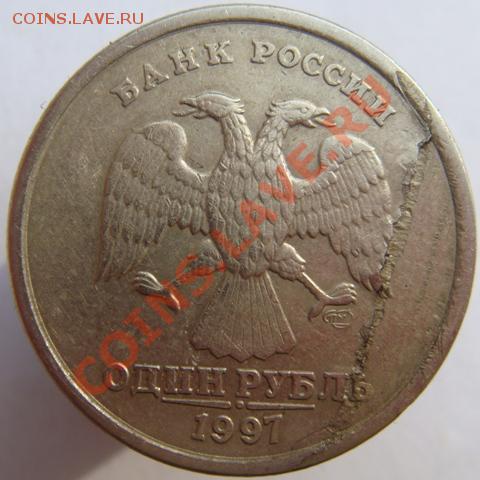 COINS.LAVE.RU
БАНК РОССИИ
COINS.LAVE.RU
ОДИН РУБЛЬ
1997